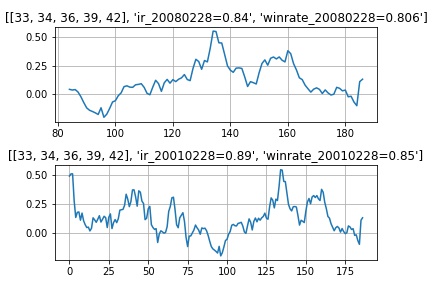 [[33, 34, 36, 39, 42], 'ir_20080228=0.84', 'winrate_20080228=0.806']
0.50
0.25
0.00
80 100 120 140 160 180
[[33, 34, 36, 39, 42], 'ir_20010228=0.89', 'winrate_20010228=0.85']
0.50
0.25
0.00
0 25 50 75 100 125 150 175